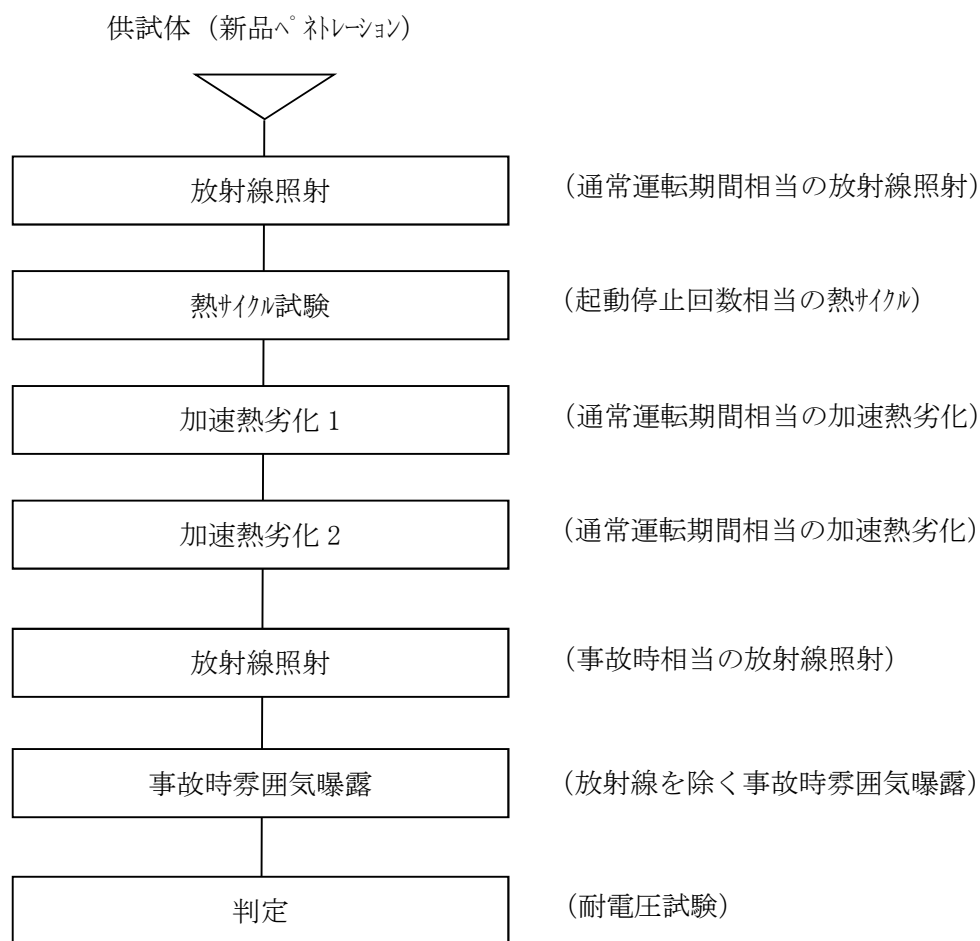 供試体（新品ﾍﾟﾈﾄﾚｰｼｮﾝ）
放射線照射 （通常運転期間相当の放射線照射）
熱ｻｲｸﾙ試験 （起動停止回数相当の熱ｻｲｸﾙ）
加速熱劣化 1 （通常運転期間相当の加速熱劣化）
加速熱劣化 2 （通常運転期間相当の加速熱劣化）
放射線照射 （事故時相当の放射線照射）
事故時雰囲気曝露 （放射線を除く事故時雰囲気曝露）
判定 （耐電圧試験）